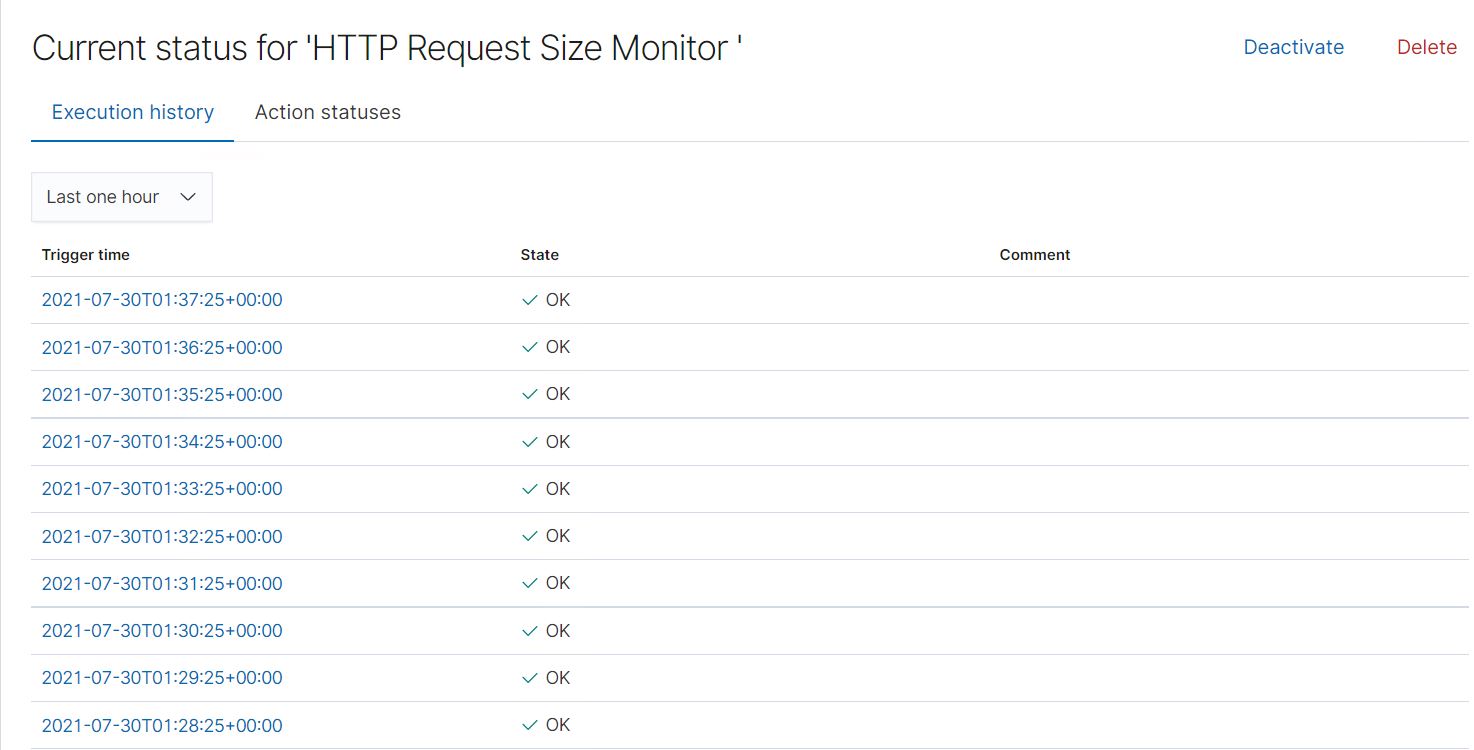 Current status for 'HTTP Request Size Monitor '
Deactivate
Delete
Execution history
Action statuses
Last one hour
Trigger time State Comment
2021-07-30T01:37:25+00:00 OK
2021-07-30T01:36:25+00:00 OK
2021-07-30T01:35:25+00:00 OK
2021-07-30T01:34:25+00:00 OK
2021-07-30T01:33:25+00:00 OK
2021-07-30T01:32:25+00:00 OK
2021-07-30T01:31:25+00:00 OK
2021-07-30T01:30:25+00:00 OK
2021-07-30T01:29:25+00:00 OK
2021-07-30T01:28:25+00:00 OK